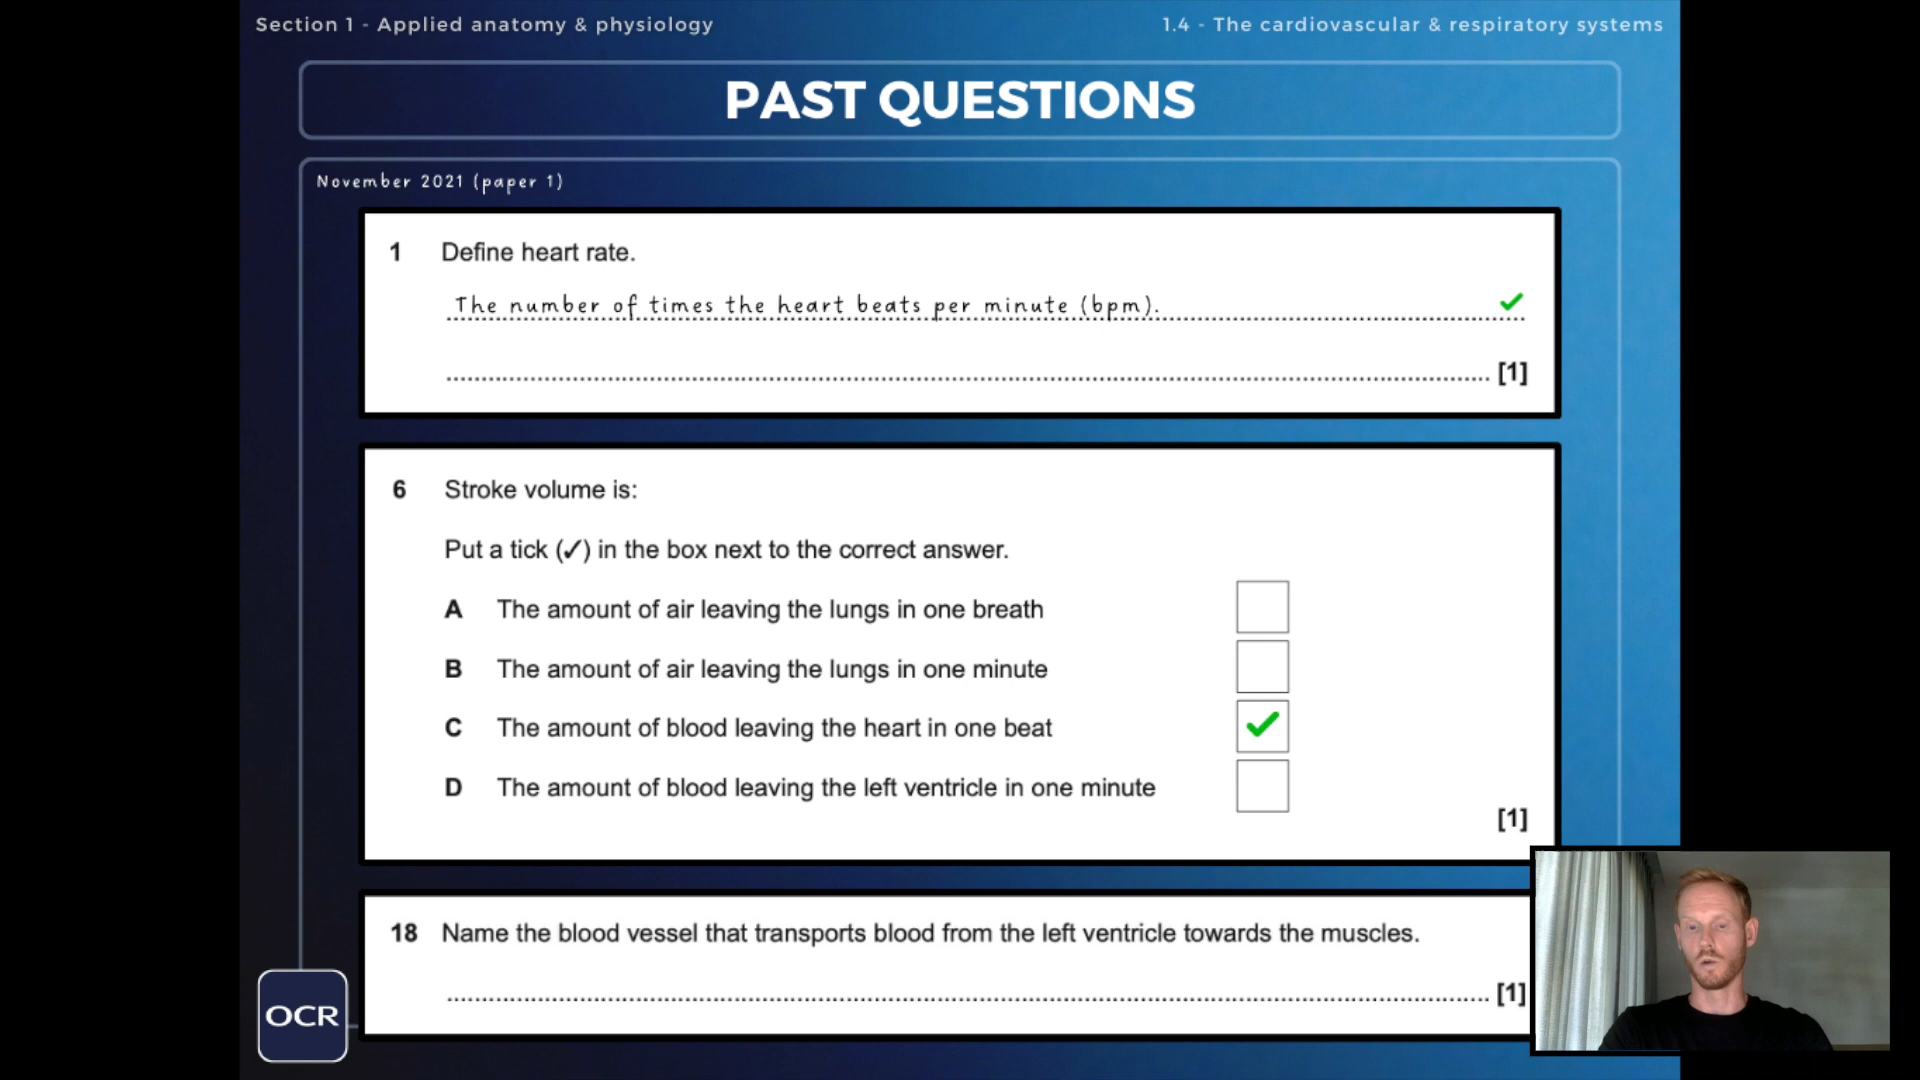 Section 1 - Applied anatomy & physiology
1.4 - The cardiovascular & respiratory systems
PAST QUESTIONS
November 2021 (paper 1)
1 Define heart rate.
The number of times the heart beats per minute (bpm).
[1]
6 Stroke volume is:
Put a tick (✓) in the box next to the correct answer.
A The amount of air leaving the lungs in one breath
B The amount of air leaving the lungs in one minute
C The amount of blood leaving the heart in one beat
D The amount of blood leaving the left ventricle in one minute
[1]
18 Name the blood vessel that transports blood from the left ventricle towards the muscles.
[1]
OCR